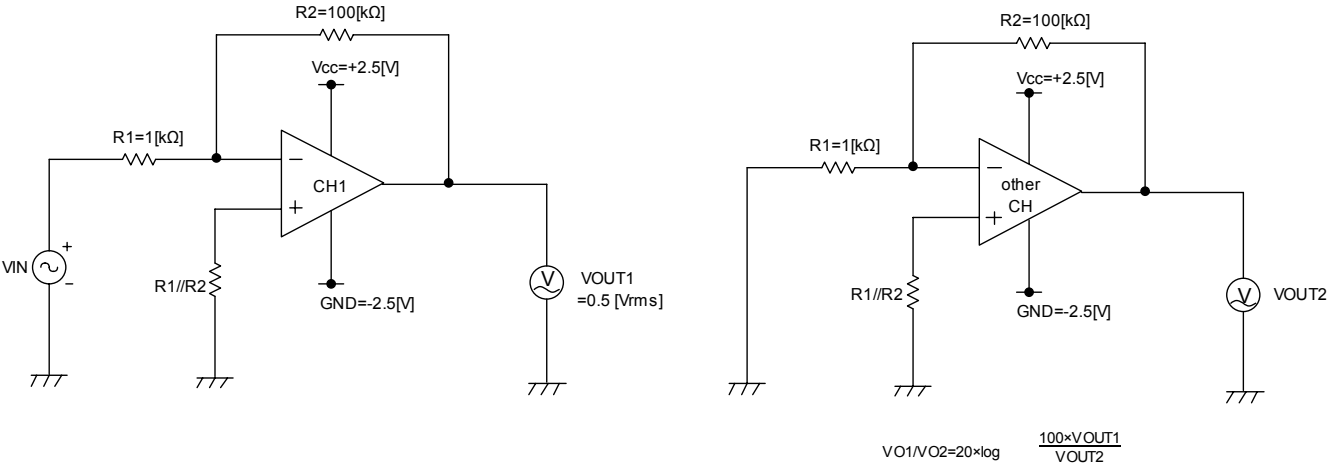 R2=100[kΩ]
Vcc=+2.5[V]
R1=1[kΩ]
−
CH1
+
VIN
+
−
R1//R2
GND=-2.5[V]
V
VOUT1
=0.5 [Vrms]
R2=100[kΩ]
Vcc=+2.5[V]
R1=1[kΩ]
−
other
CH
+
R1//R2
GND=-2.5[V]
V
VOUT2
VO1/VO2=20×log
100×VOUT1
VOUT2